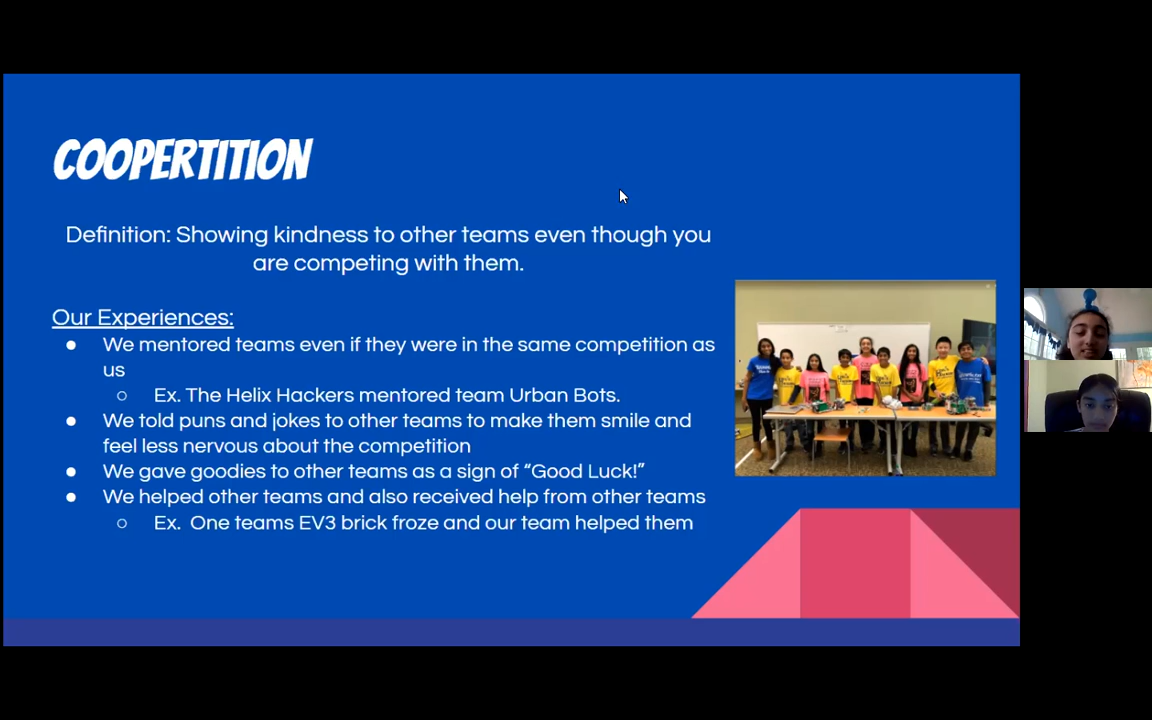 COOPERTITION
Definition: Showing kindness to other teams even though you
are competing with them.
Our Experiences:
● We mentored teams even if they were in the same competition as
us
○ Ex. The Helix Hackers mentored team Urban Bots.
● We told puns and jokes to other teams to make them smile and
feel less nervous about the competition
● We gave goodies to other teams as a sign of “Good Luck!”
● We helped other teams and also received help from other teams
○ Ex. One teams EV3 brick froze and our team helped them